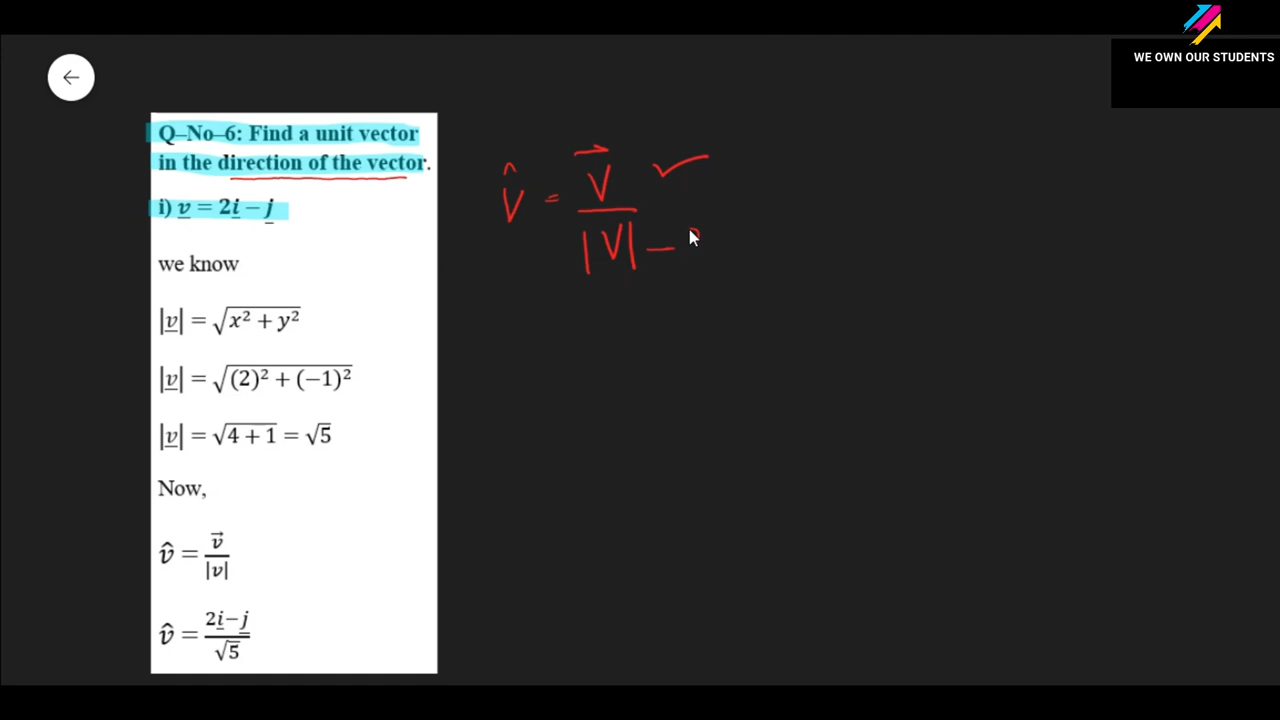 WE OWN OUR STUDENTS
Q–No–6: Find a unit vector
in the direction of the vector.
i) v = 2i − j
we know
|v| = √x² + y²
|v| = √(2)² + (−1)²
|v| = √4 + 1 = √5
Now,
v̂ = v⃗ / |v|
v̂ = 2i−j / √5
v̂ = v⃗ / |v|